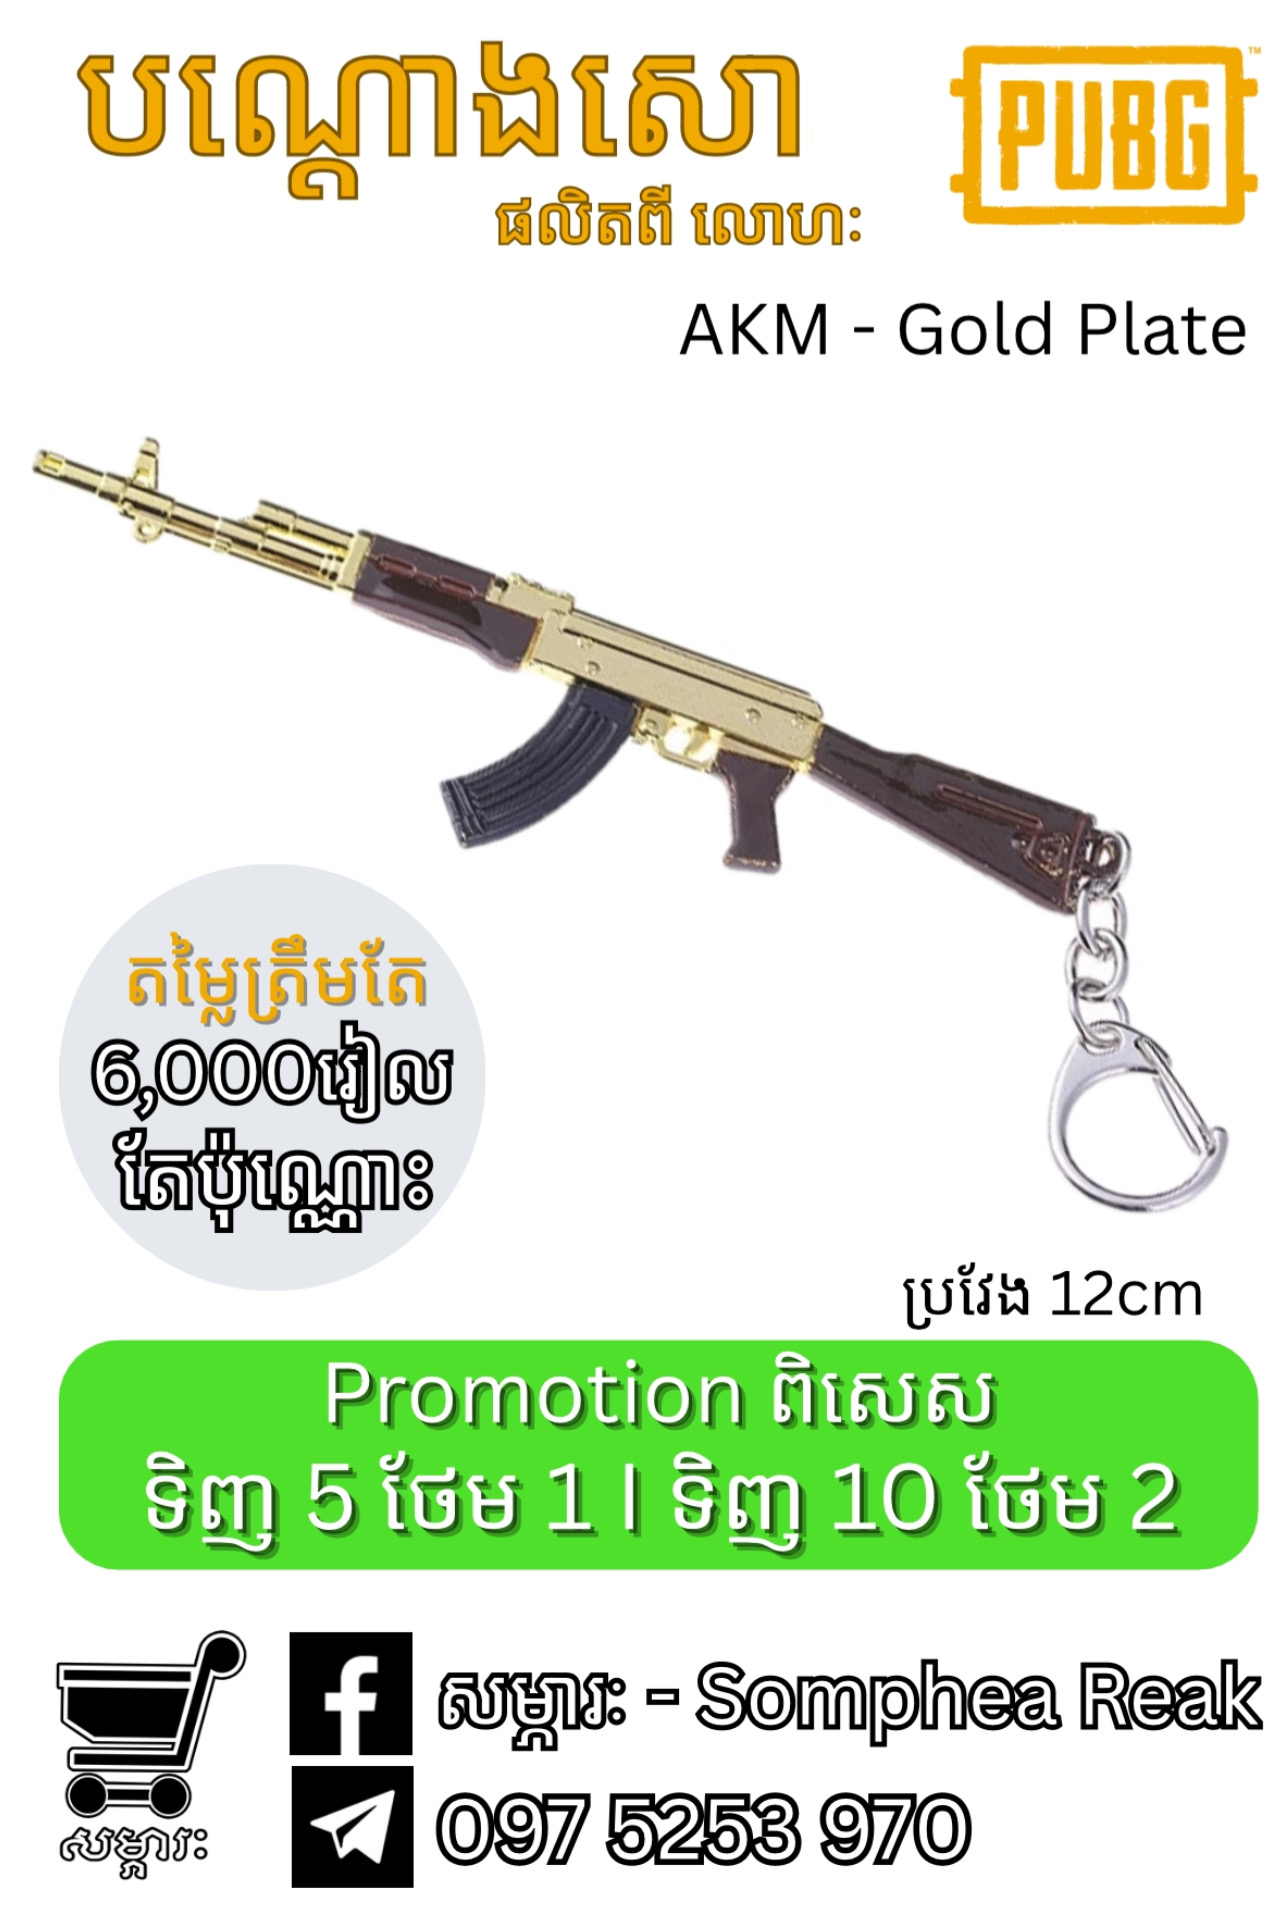 បណ្ដោងសោ
PUBG™
ផលិតពី លោហៈ
AKM - Gold Plate
តម្លៃត្រឹមតែ
6,000រៀល
តែប៉ុណ្ណោះ
ប្រវែង 12cm
Promotion ពិសេស
ទិញ 5 ថែម 1 | ទិញ 10 ថែម 2
សម្ភារៈ - Somphea Reak
097 5253 970
សម្ភារៈ